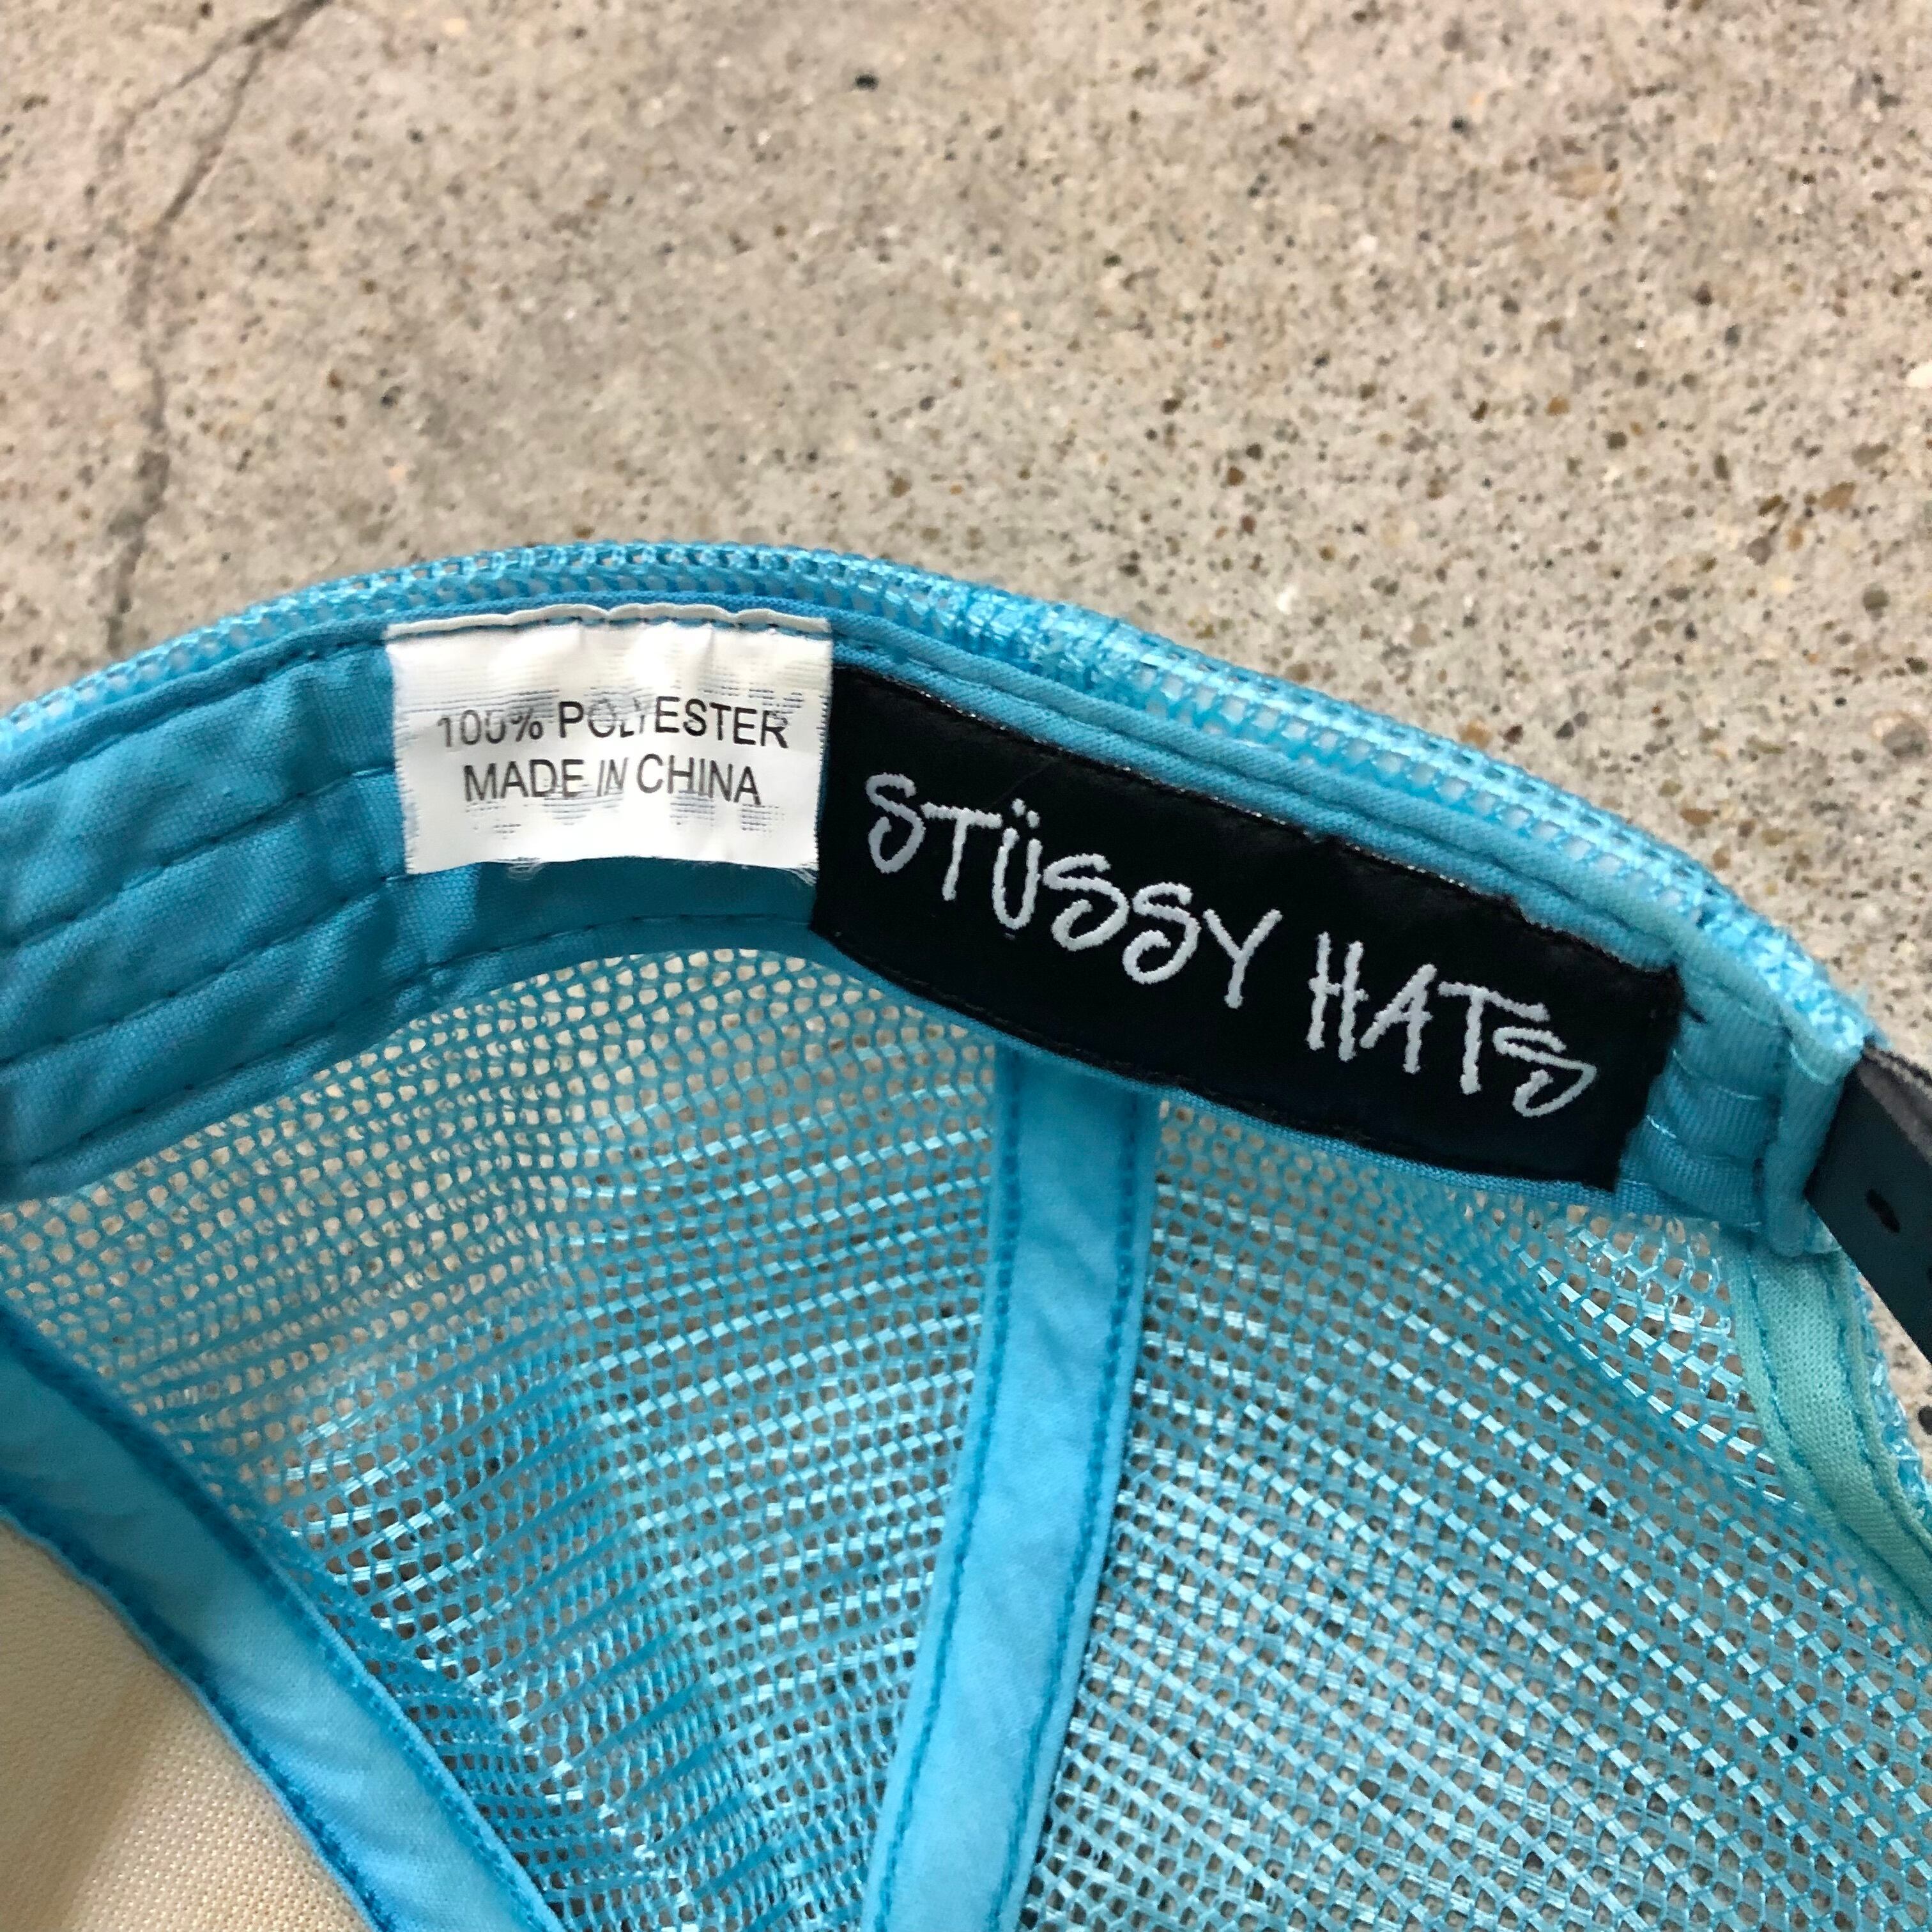 100% POLYESTER
MADE IN CHINA
STÜSSY HATS